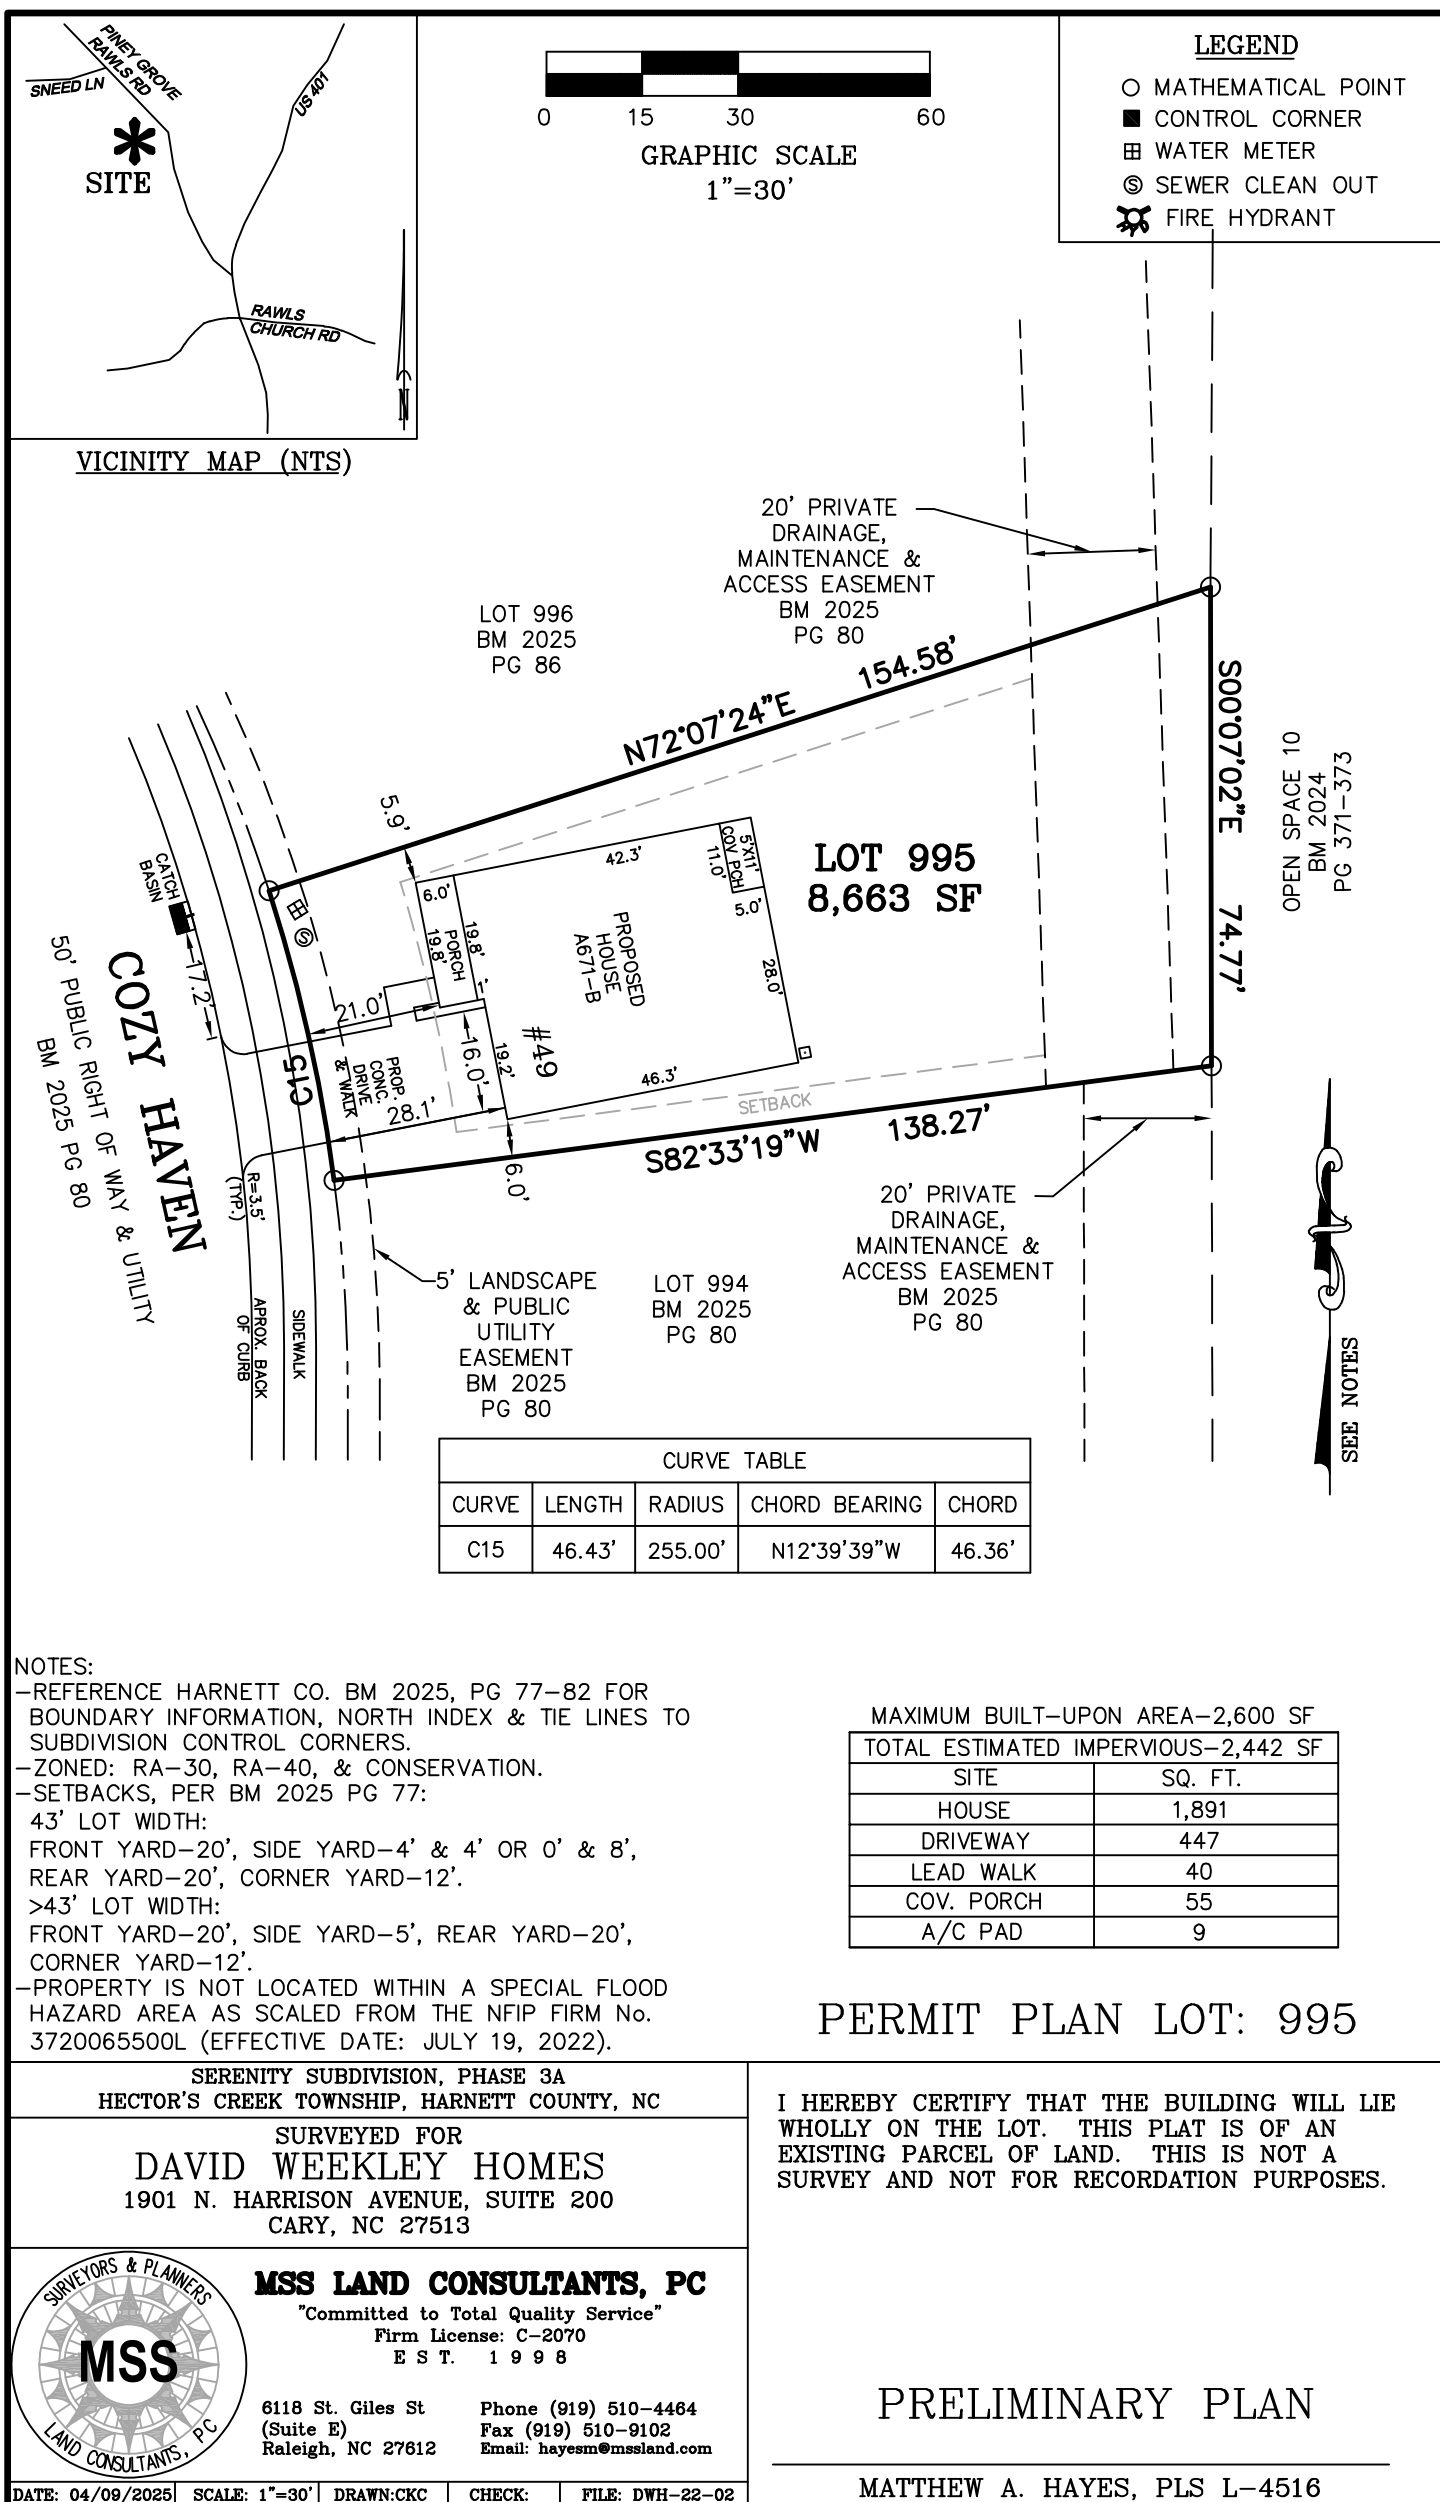 PINEY GROVE
RAWLS RD
SNEED LN
US 401
SITE
RAWLS
CHURCH RD
N
VICINITY MAP (NTS)
0 15 30 60
GRAPHIC SCALE
1"=30'
LEGEND
MATHEMATICAL POINT
CONTROL CORNER
WATER METER
S SEWER CLEAN OUT
FIRE HYDRANT
20' PRIVATE
DRAINAGE,
MAINTENANCE &
ACCESS EASEMENT
BM 2025
PG 80
LOT 996
BM 2025
PG 86
N72°07'24"E 154.58'
S00°07'02"E 74.77'
OPEN SPACE 10
BM 2024
PG 371-373
LOT 995
8,663 SF
5.9'
42.3'
5'X11'
COV PCH
11.0'
5.0'
6.0'
19.8'
PORCH
19.8'
1'
PROPOSED
HOUSE
A671-B
28.0'
#49
19.2'
46.3'
16.0'
21.0'
PROP.
CONC.
DRIVE
& WALK
28.1'
6.0'
SETBACK
S82°33'19"W 138.27'
CATCH
BASIN
17.2'
S
C15
COZY HAVEN
50' PUBLIC RIGHT OF WAY & UTILITY
BM 2025 PG 80
R=3.5'
(TYP.)
SIDEWALK
APROX. BACK
OF CURB
5' LANDSCAPE
& PUBLIC
UTILITY
EASEMENT
BM 2025
PG 80
LOT 994
BM 2025
PG 80
20' PRIVATE
DRAINAGE,
MAINTENANCE &
ACCESS EASEMENT
BM 2025
PG 80
SEE NOTES
CURVE TABLE
CURVE LENGTH RADIUS CHORD BEARING CHORD
C15 46.43' 255.00' N12°39'39"W 46.36'
NOTES:
-REFERENCE HARNETT CO. BM 2025, PG 77-82 FOR
BOUNDARY INFORMATION, NORTH INDEX & TIE LINES TO
SUBDIVISION CONTROL CORNERS.
-ZONED: RA-30, RA-40, & CONSERVATION.
-SETBACKS, PER BM 2025 PG 77:
43' LOT WIDTH:
FRONT YARD-20', SIDE YARD-4' & 4' OR 0' & 8',
REAR YARD-20', CORNER YARD-12'.
>43' LOT WIDTH:
FRONT YARD-20', SIDE YARD-5', REAR YARD-20',
CORNER YARD-12'.
-PROPERTY IS NOT LOCATED WITHIN A SPECIAL FLOOD
HAZARD AREA AS SCALED FROM THE NFIP FIRM No.
3720065500L (EFFECTIVE DATE: JULY 19, 2022).
MAXIMUM BUILT-UPON AREA-2,600 SF
TOTAL ESTIMATED IMPERVIOUS-2,442 SF
SITE SQ. FT.
HOUSE 1,891
DRIVEWAY 447
LEAD WALK 40
COV. PORCH 55
A/C PAD 9
PERMIT PLAN LOT: 995
SERENITY SUBDIVISION, PHASE 3A
HECTOR'S CREEK TOWNSHIP, HARNETT COUNTY, NC
SURVEYED FOR
DAVID WEEKLEY HOMES
1901 N. HARRISON AVENUE, SUITE 200
CARY, NC 27513
SURVEYORS & PLANNERS
MSS
LAND CONSULTANTS, PC
MSS LAND CONSULTANTS, PC
"Committed to Total Quality Service"
Firm License: C-2070
EST. 1998
6118 St. Giles St
(Suite E)
Raleigh, NC 27612
Phone (919) 510-4464
Fax (919) 510-9102
Email: hayesm@mssland.com
DATE: 04/09/2025 SCALE: 1"=30' DRAWN:CKC CHECK: FILE: DWH-22-02
I HEREBY CERTIFY THAT THE BUILDING WILL LIE
WHOLLY ON THE LOT. THIS PLAT IS OF AN
EXISTING PARCEL OF LAND. THIS IS NOT A
SURVEY AND NOT FOR RECORDATION PURPOSES.
PRELIMINARY PLAN
MATTHEW A. HAYES, PLS L-4516